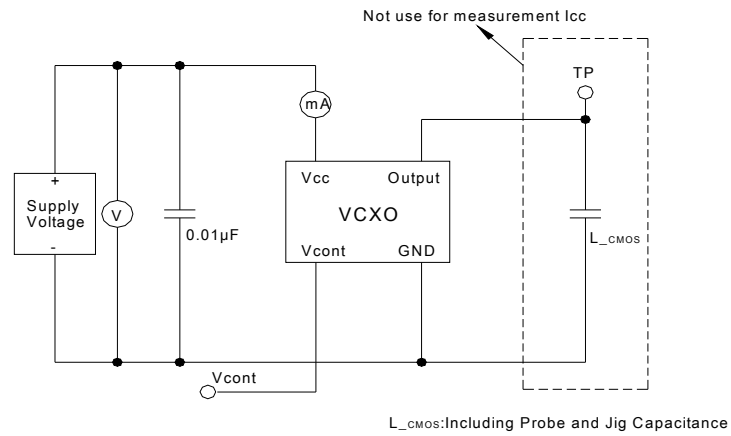 Not use for measurement Icc
TP
mA
Vcc Output
+
Supply
Voltage
-
V
VCXO
0.01µF
L_CMOS
Vcont GND
Vcont
L_CMOS:Including Probe and Jig Capacitance